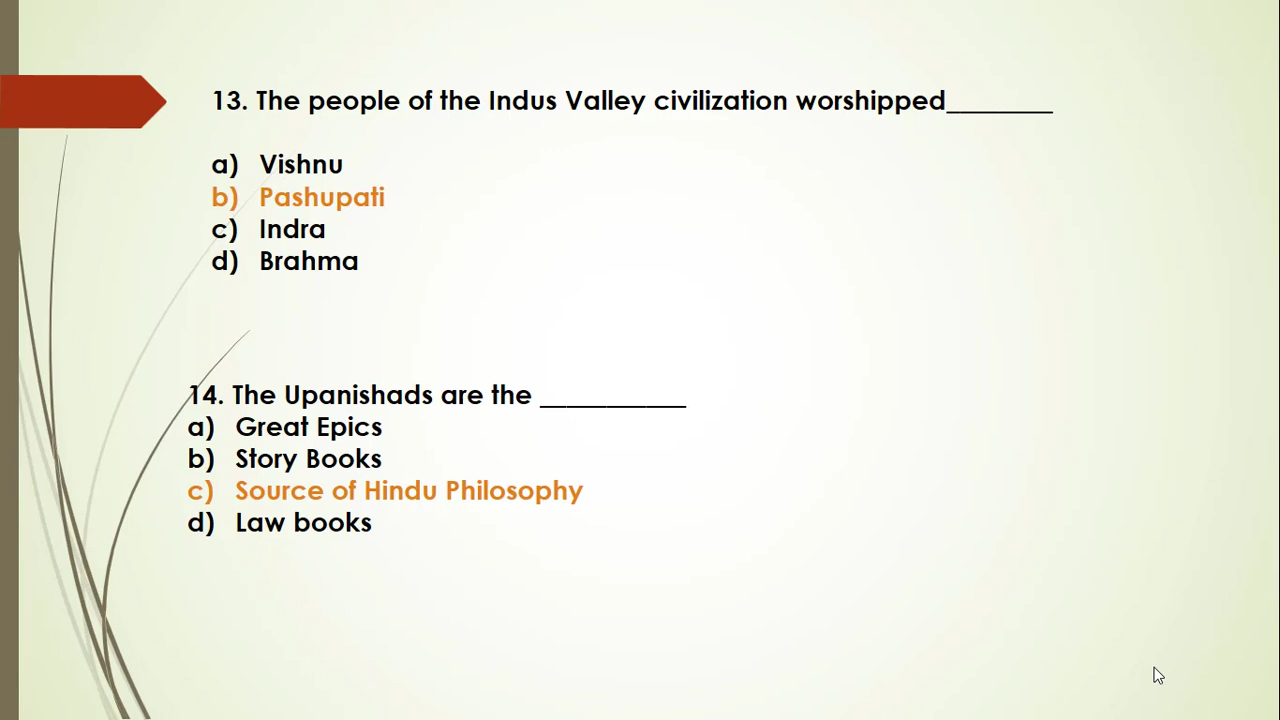 13. The people of the Indus Valley civilization worshipped________
a) Vishnu
b) Pashupati
c) Indra
d) Brahma
14. The Upanishads are the ___________
a) Great Epics
b) Story Books
c) Source of Hindu Philosophy
d) Law books